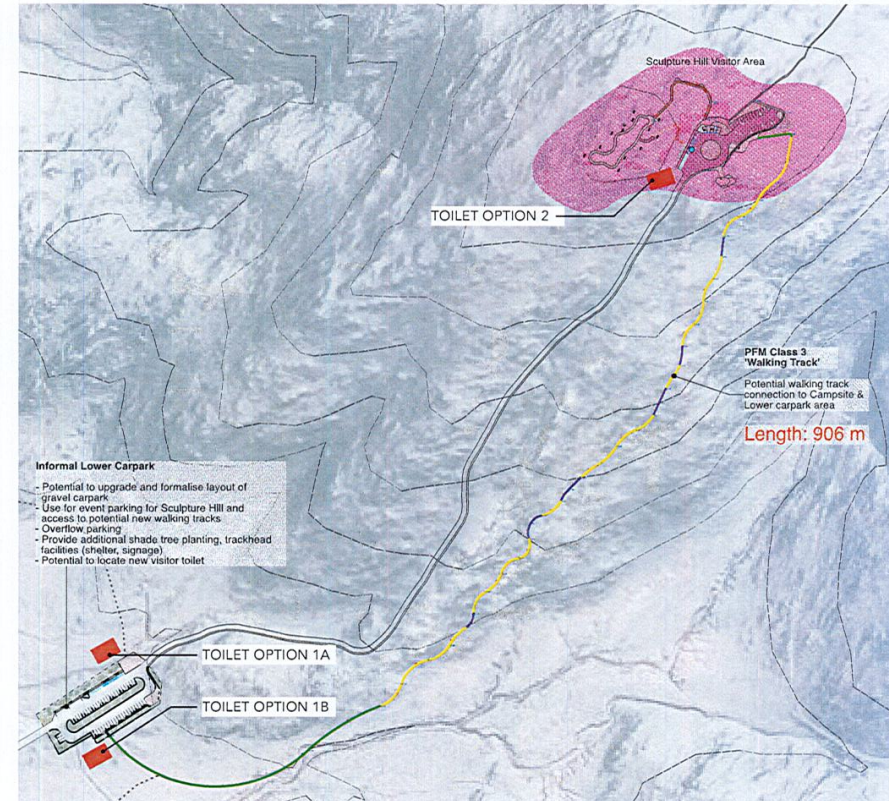 Sculpture Hill Visitor Area
TOILET OPTION 2
PFM Class 3
'Walking Track'
Potential walking track
connection to Campsite &
Lower carpark area
Length: 906 m
Informal Lower Carpark
- Potential to upgrade and formalise layout of
gravel carpark
- Use for event parking for Sculpture Hill and
access to potential new walking tracks
- Overflow parking
- Provide additional shade tree planting, trackhead
facilities (shelter, signage)
- Potential to locate new visitor toilet
TOILET OPTION 1A
TOILET OPTION 1B